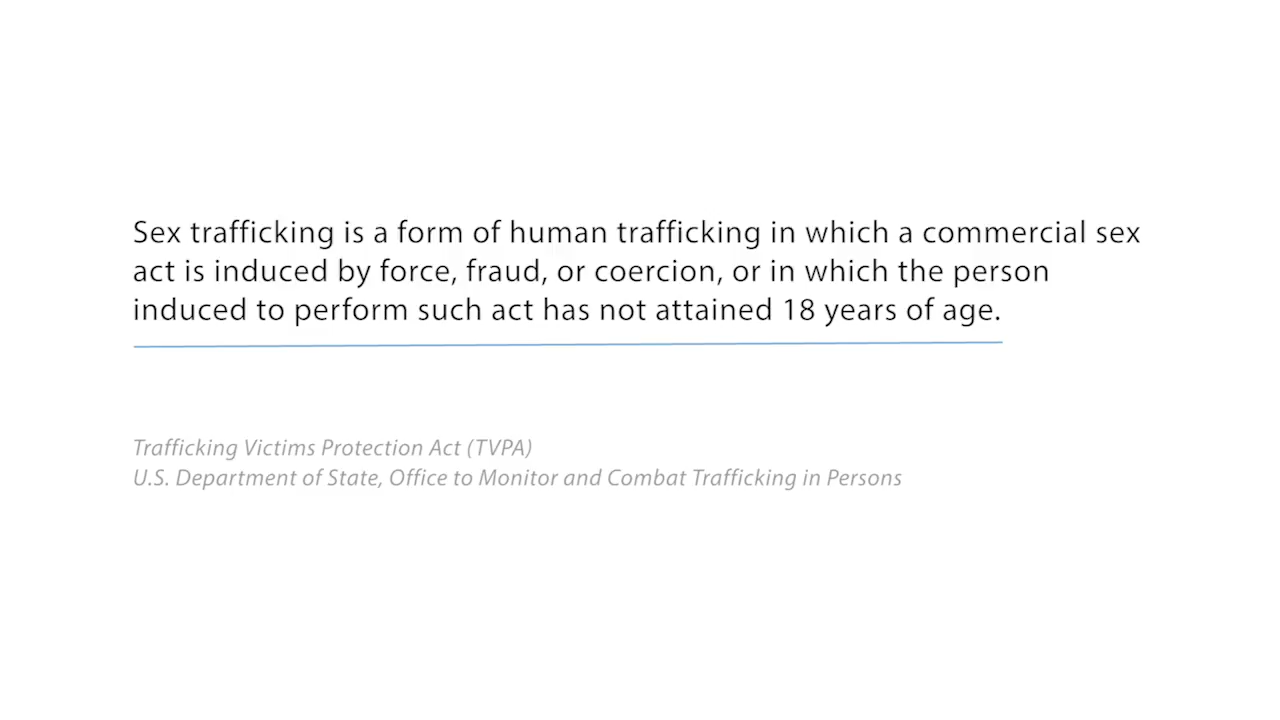 Sex trafficking is a form of human trafficking in which a commercial sex
act is induced by force, fraud, or coercion, or in which the person
induced to perform such act has not attained 18 years of age.
Trafficking Victims Protection Act (TVPA)
U.S. Department of State, Office to Monitor and Combat Trafficking in Persons